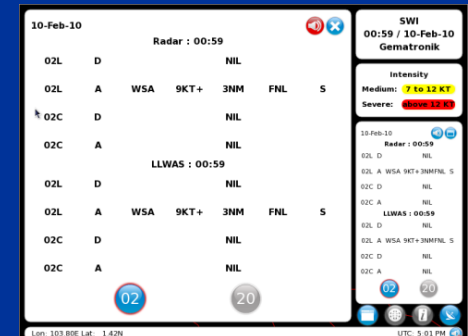 10-Feb-10
Radar : 00:59
02L D NIL
02L A WSA 9KT+ 3NM FNL S
02C D NIL
02C A NIL
LLWAS : 00:59
02L D NIL
02L A WSA 9KT+ 3NM FNL S
02C D NIL
02C A NIL
02 20
SWI
00:59 / 10-Feb-10
Gematronik
Intensity
Medium: 7 to 12 KT
Severe: above 12 KT
10-Feb-10
Radar : 00:59
02L D NIL
02L A WSA 9KT+ 3NMFNL S
02C D NIL
02C A NIL
LLWAS : 00:59
02L D NIL
02L A WSA 9KT+ 3NMFNL S
02C D NIL
02C A NIL
02 20
Lon: 103.80E Lat: 1.42N
UTC: 5:01 PM